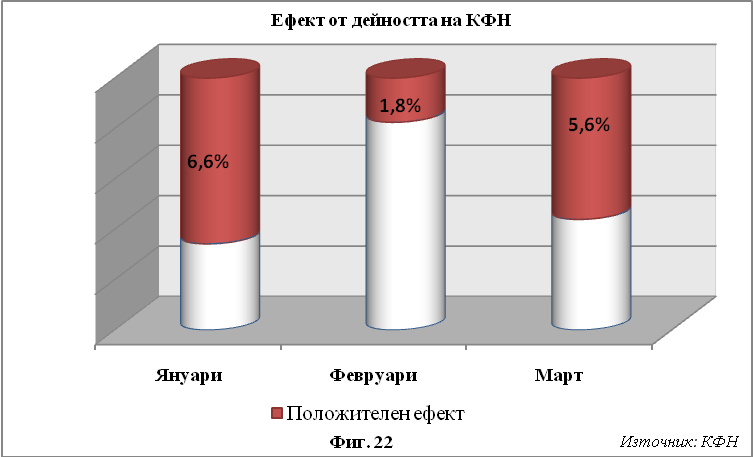 Ефект от дейността на КФН
6,6%
1,8%
5,6%
Януари
Февруари
Март
Положителен ефект
Фиг. 22
Източник: КФН